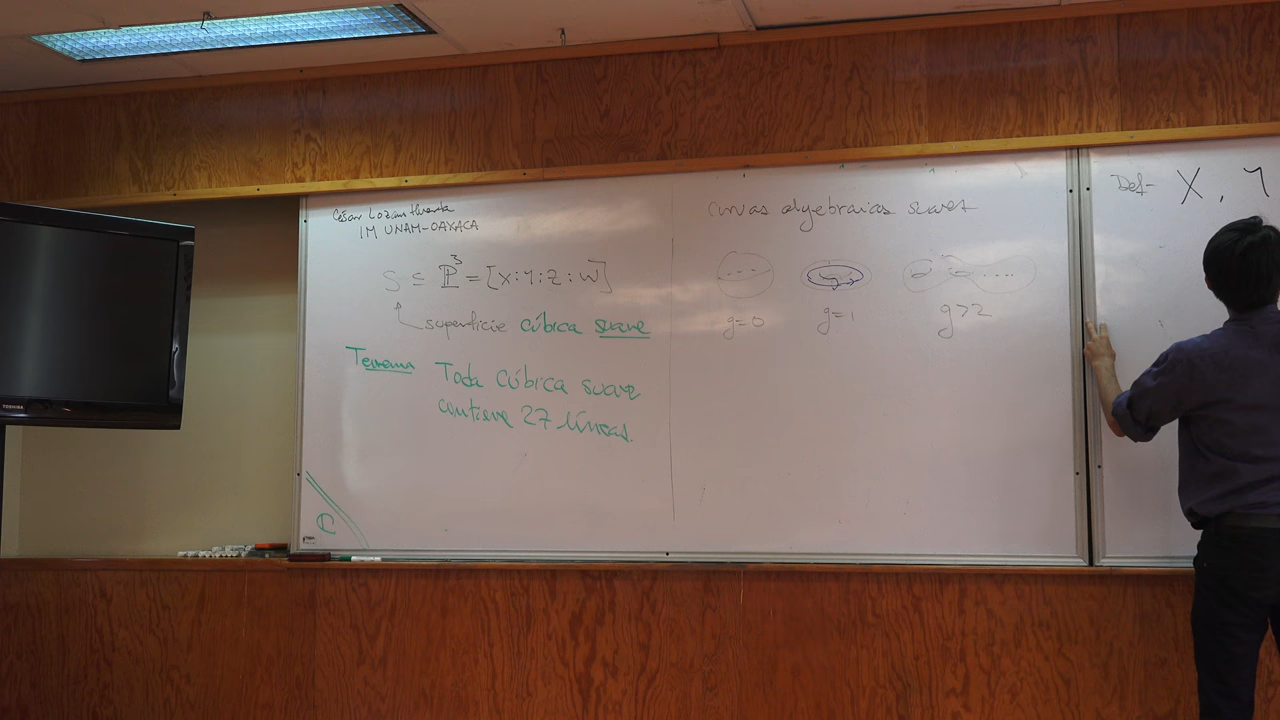 César Lozano Huerta
IM UNAM-OAXACA
S ⊆ ℙ³ = [X:Y:Z:W]
superficie cúbica suave
Teorema Toda cúbica suave
contiene 27 líneas.
ℂ
curvas algebraicas suaves
g=0 g=1 g>2
Def- X, Y
TOSHIBA